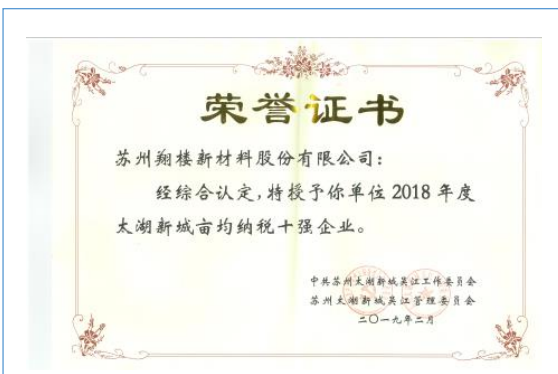 荣誉证书
苏州翔楼新材料股份有限公司：
经综合认定，特授予你单位 2018 年度
太湖新城亩均纳税十强企业。
中共苏州太湖新城吴江工作委员会
苏州太湖新城吴江管理委员会
二〇一九年二月